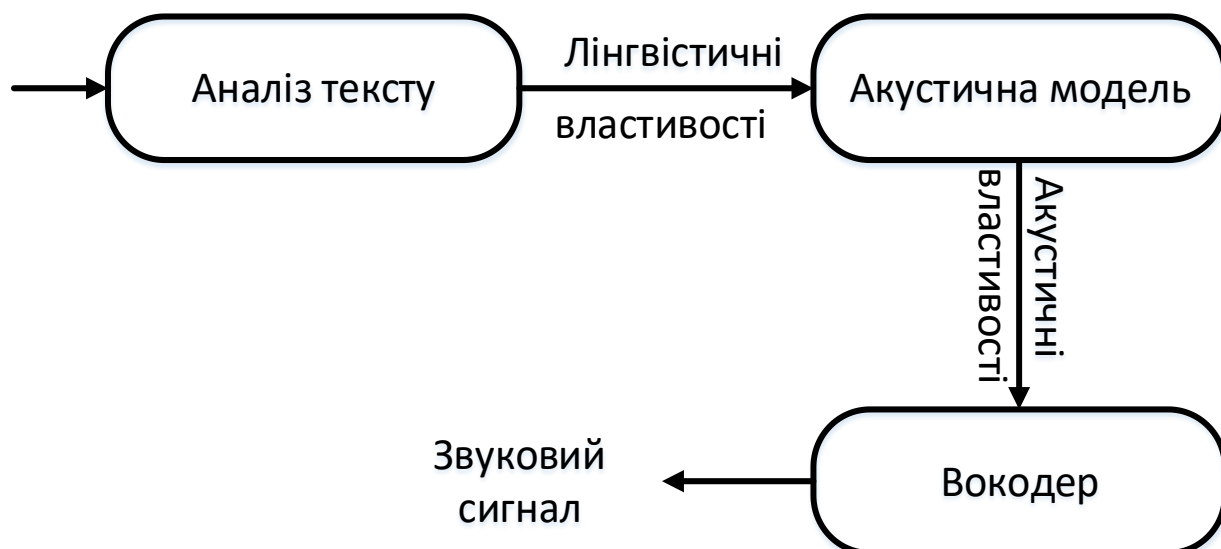 Аналіз тексту
Лінгвістичні
властивості
Акустична модель
Акустичні
властивості
Вокодер
Звуковий
сигнал